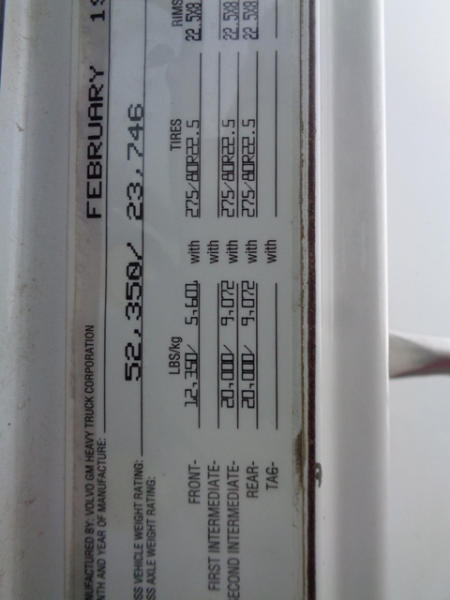 NUFACTURED BY: VOLVO GM HEAVY TRUCK CORPORATION
NTH AND YEAR OF MANUFACTURE: FEBRUARY 19
SS VEHICLE WEIGHT RATING: 52,350/ 23,746
SS AXLE WEIGHT RATING:
LBS/kg TIRES RIMS
FRONT- 12,350/ 5,601 with 275/80R22.5 22.5X8
FIRST INTERMEDIATE- 20,000/ 9,072 with 275/80R22.5 22.5X8
ECOND INTERMEDIATE- with
REAR- 20,000/ 9,072 with 275/80R22.5 22.5X8
TAG- with